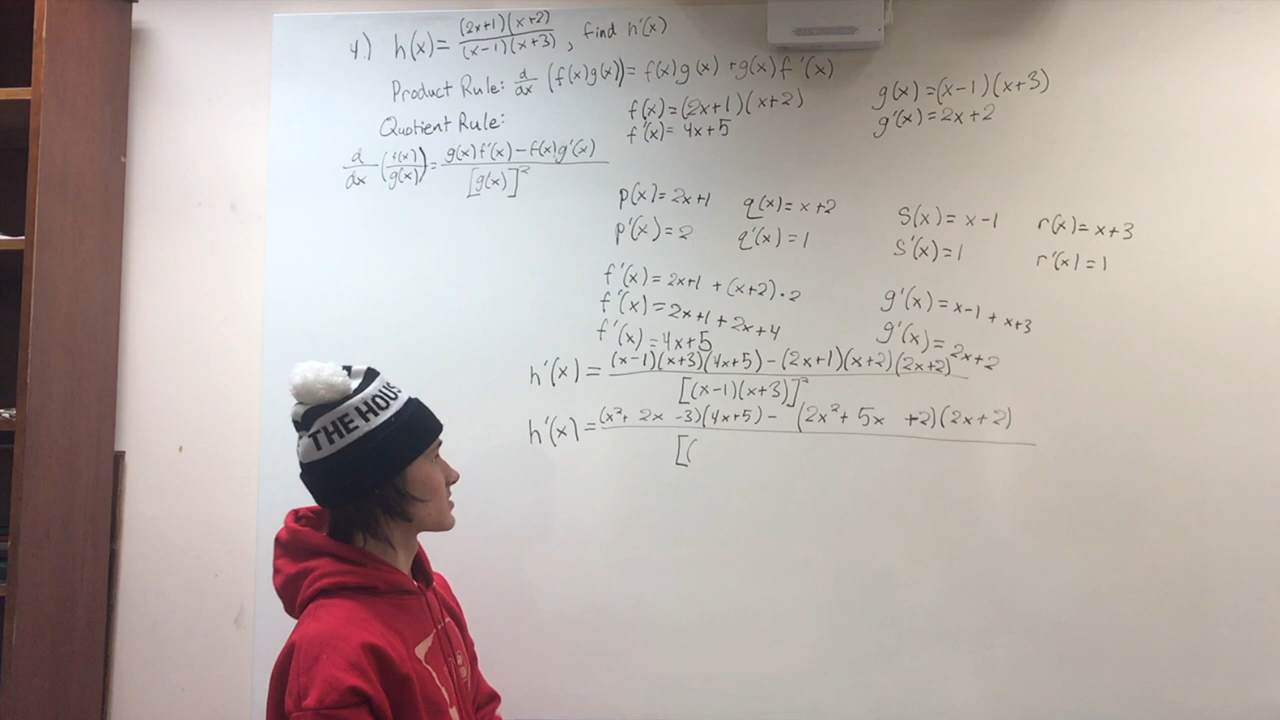 4.) h(x)= (2x+1)(x+2) / (x-1)(x+3) , find h'(x)
Product Rule: d/dx (f(x)g(x))= f(x)g(x) +g(x)f'(x)
f(x)=(2x+1)(x+2)
f'(x)= 4x+5
g(x)=(x-1)(x+3)
g'(x)=2x+2
Quotient Rule:
d/dx (f(x)/g(x))= g(x)f'(x)-f(x)g'(x) / [g(x)]²
p(x)=2x+1 q(x)=x+2 s(x)= x-1 r(x)=x+3
p'(x)=2 q'(x)=1 s'(x)=1 r'(x)=1
f'(x)=2x+1 + (x+2)·2
f'(x)=2x+1+2x+4
f'(x)=4x+5
g'(x)=x-1+x+3
g'(x)=2x+2
h'(x) = (x-1)(x+3)(4x+5)-(2x+1)(x+2)(2x+2) / [(x-1)(x+3)]²
h'(x)= (x²+ 2x -3)(4x+5)- (2x²+ 5x +2)(2x+2) / [(
THE HOUS